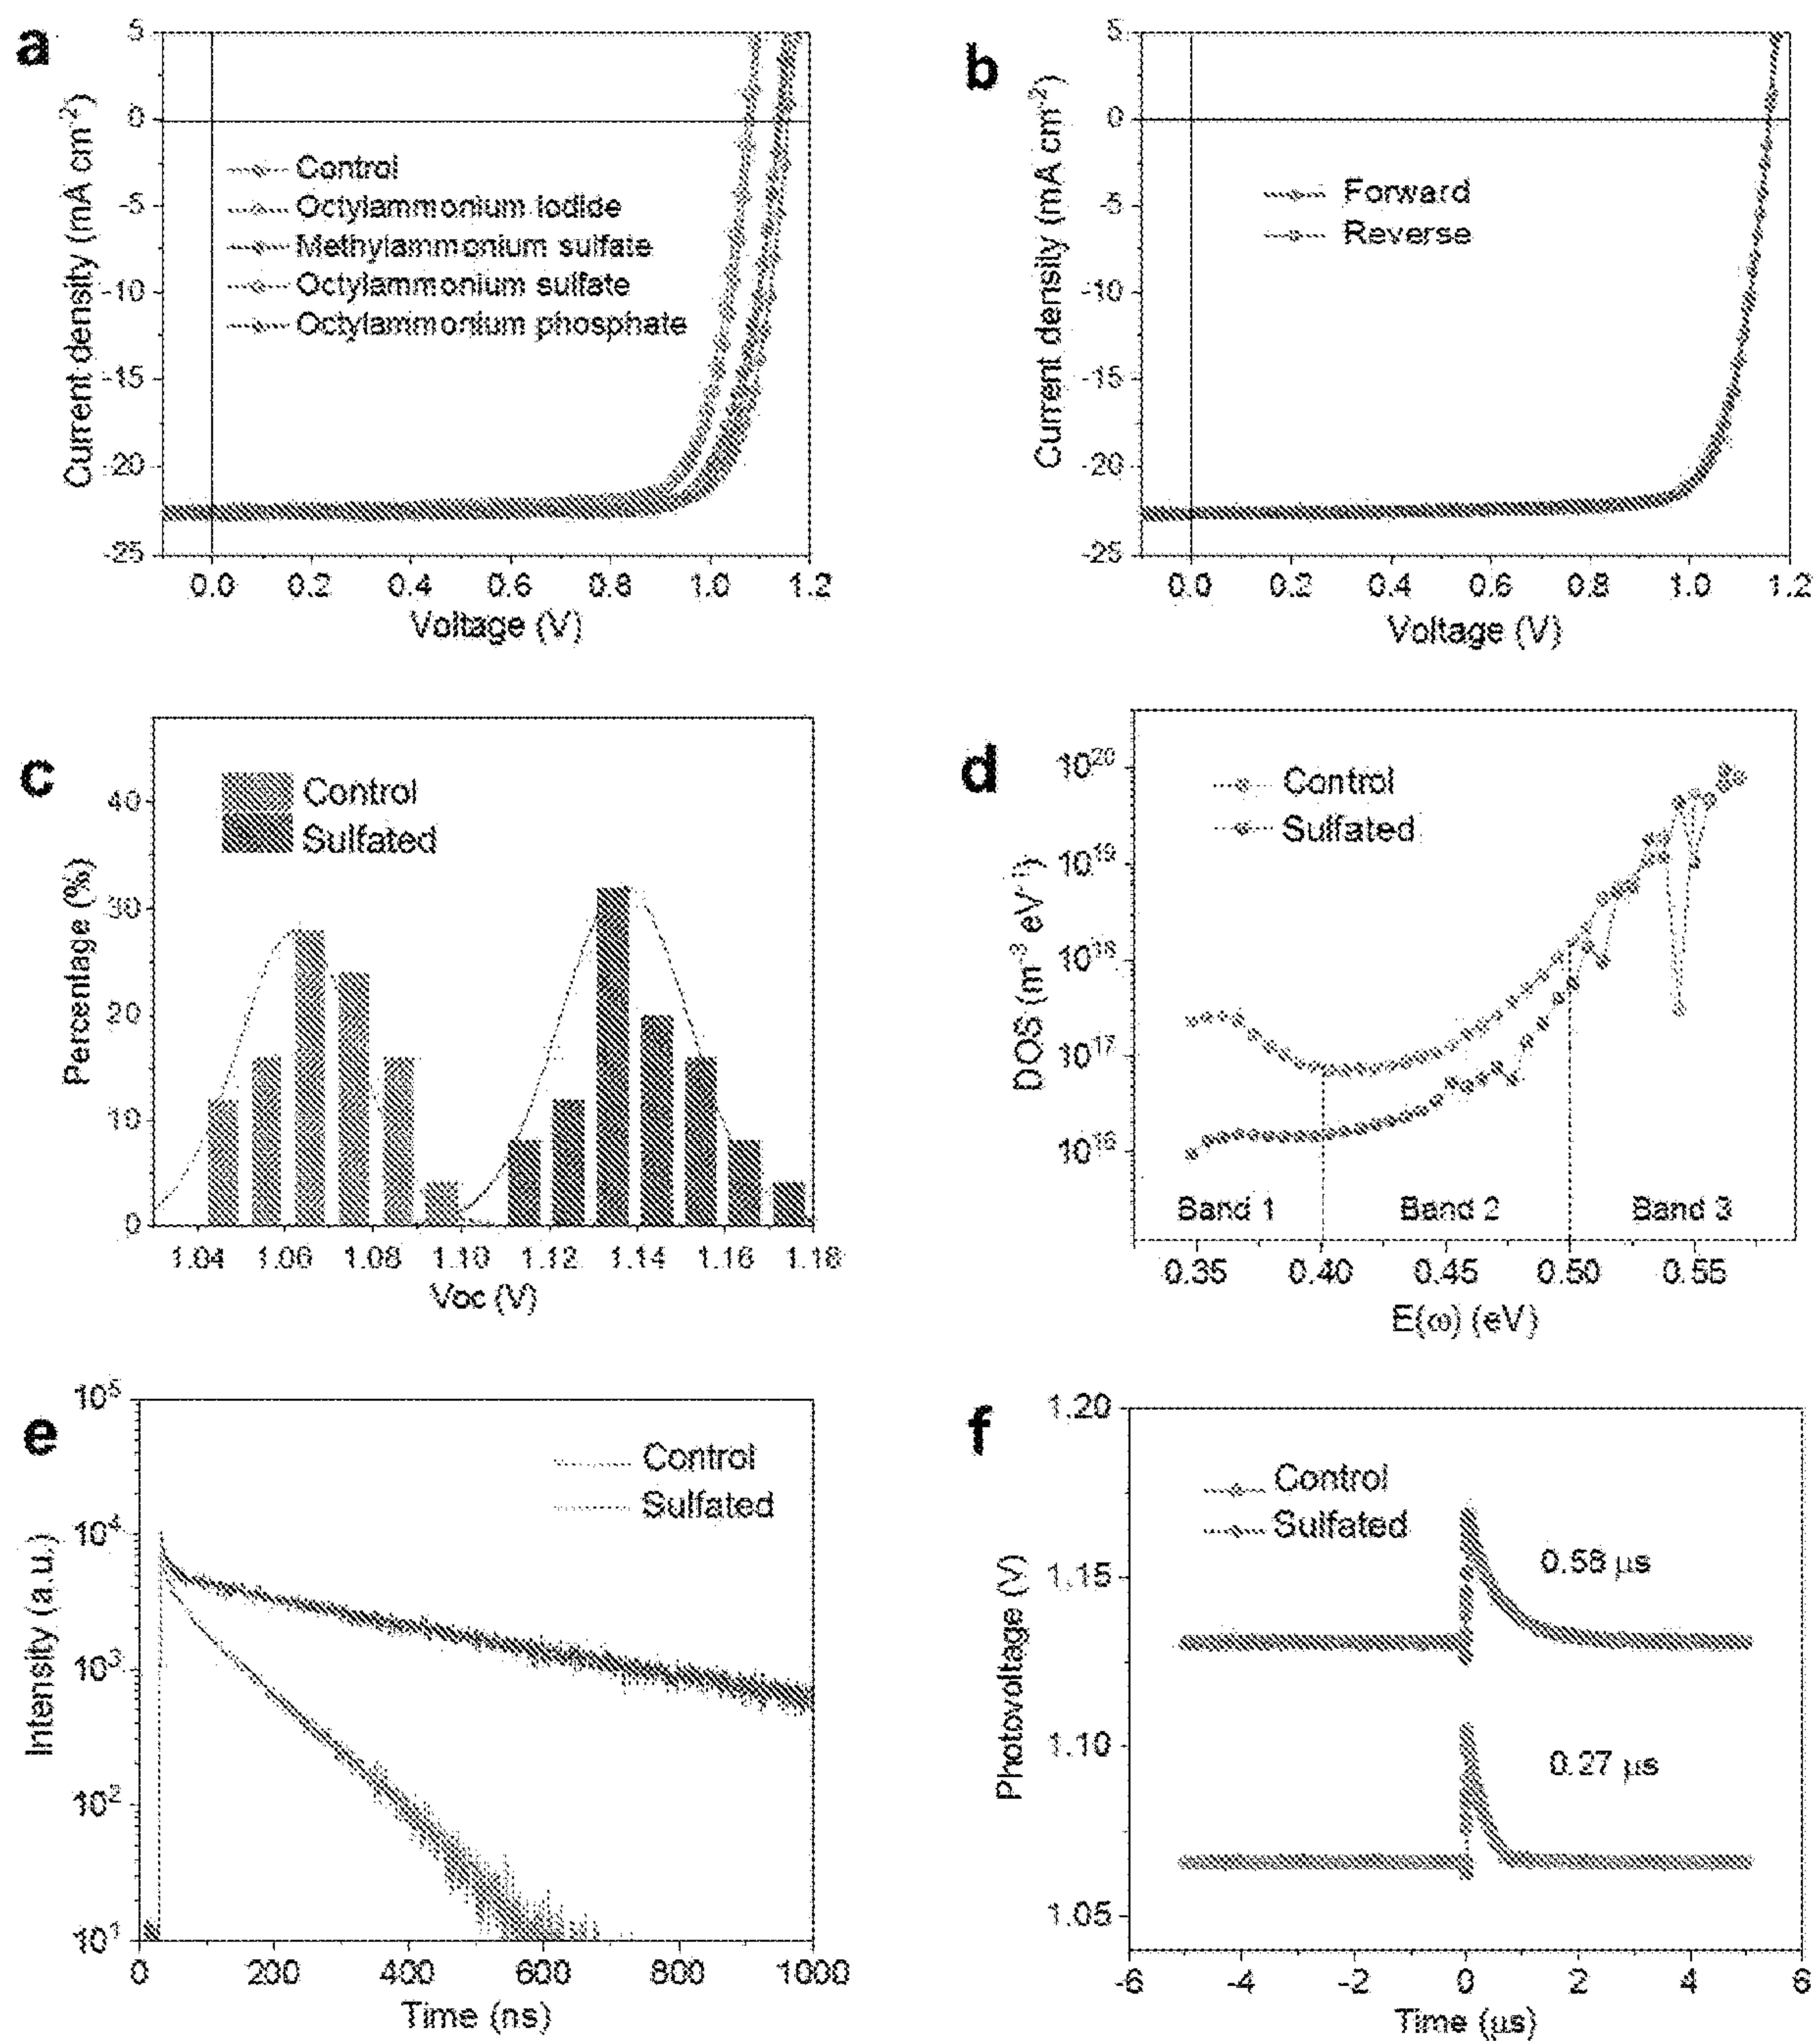 a
5
0
-5
-10
-15
-20
-25
Current density (mA cm⁻²)
Control
Octylammonium iodide
Methylammonium sulfate
Octylammonium sulfate
Octylammonium phosphate
0.0 0.2 0.4 0.6 0.8 1.0 1.2
Voltage (V)
b
5
0
-5
-10
-15
-20
-25
Current density (mA cm⁻²)
Forward
Reverse
0.0 0.2 0.4 0.6 0.8 1.0 1.2
Voltage (V)
c
40
30
20
10
0
Percentage (%)
Control
Sulfated
1.04 1.06 1.08 1.10 1.12 1.14 1.16 1.18
Voc (V)
d
10²⁰
10¹⁹
10¹⁸
10¹⁷
10¹⁶
DOS (m⁻³ eV⁻¹)
Control
Sulfated
Band 1 Band 2 Band 3
0.35 0.40 0.45 0.50 0.55
E(ω) (eV)
e
10⁵
10⁴
10³
10²
10¹
Intensity (a.u.)
Control
Sulfated
0 200 400 600 800 1000
Time (ns)
f
1.20
1.15
1.10
1.05
Photovoltage (V)
Control
Sulfated
0.58 μs
0.27 μs
-6 -4 -2 0 2 4 6
Time (μs)